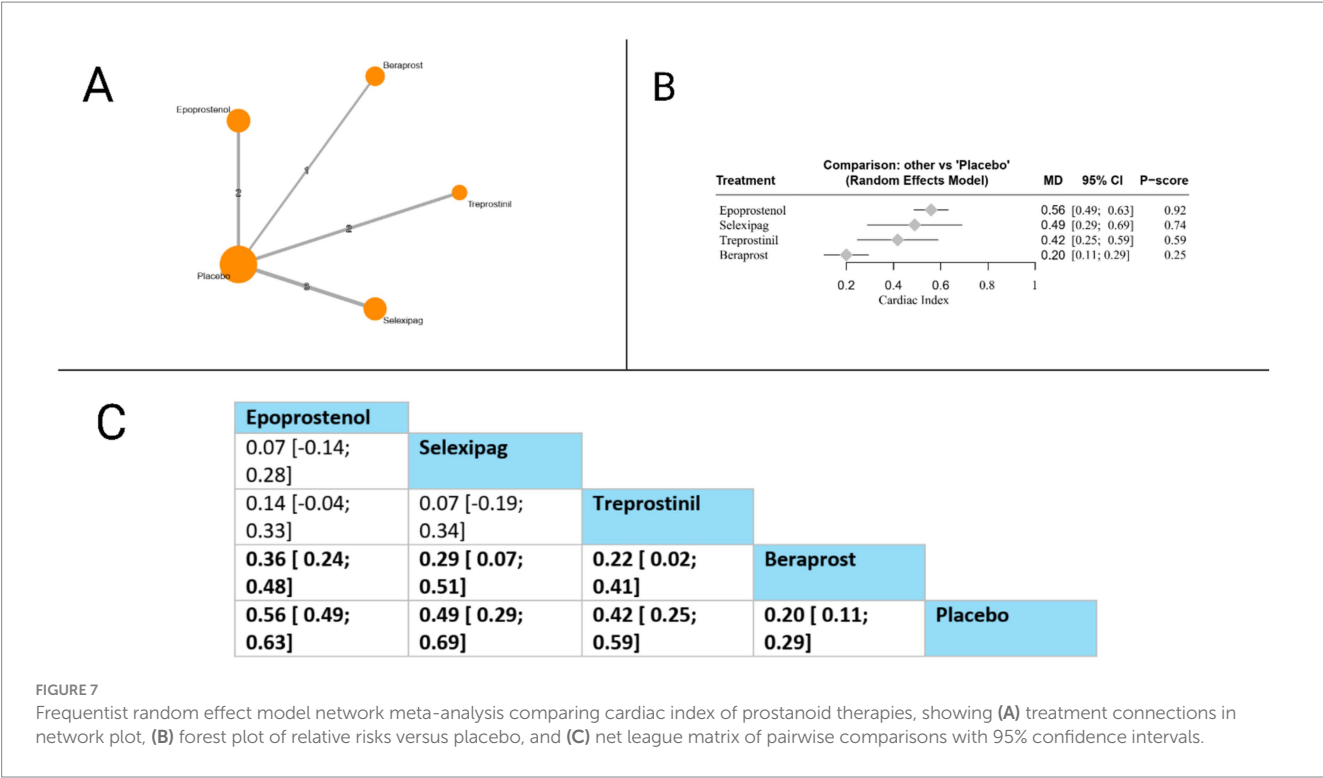 A
Beraprost
Epoprostenol
1
2
Treprostinil
2
Placebo
Selexipag
B
Comparison: other vs 'Placebo'
Treatment (Random Effects Model) MD 95% CI P-score
Epoprostenol 0.56 [0.49; 0.63] 0.92
Selexipag 0.49 [0.29; 0.69] 0.74
Treprostinil 0.42 [0.25; 0.59] 0.59
Beraprost 0.20 [0.11; 0.29] 0.25
0.2 0.4 0.6 0.8 1
Cardiac Index
C
Epoprostenol
0.07 [-0.14; 0.28] Selexipag
0.14 [-0.04; 0.33] 0.07 [-0.19; 0.34] Treprostinil
0.36 [ 0.24; 0.48] 0.29 [ 0.07; 0.51] 0.22 [ 0.02; 0.41] Beraprost
0.56 [ 0.49; 0.63] 0.49 [ 0.29; 0.69] 0.42 [ 0.25; 0.59] 0.20 [ 0.11; 0.29] Placebo
FIGURE 7
Frequentist random effect model network meta-analysis comparing cardiac index of prostanoid therapies, showing (A) treatment connections in
network plot, (B) forest plot of relative risks versus placebo, and (C) net league matrix of pairwise comparisons with 95% confidence intervals.